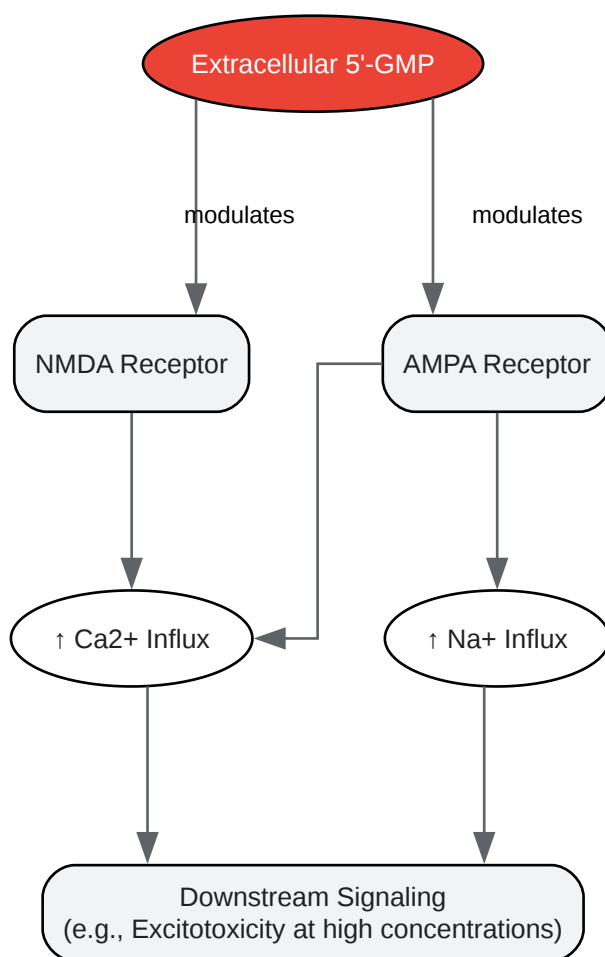 Extracellular 5'-GMP
modulates
modulates
NMDA Receptor
AMPA Receptor
↑ Ca2+ Influx
↑ Na+ Influx
Downstream Signaling
(e.g., Excitotoxicity at high concentrations)